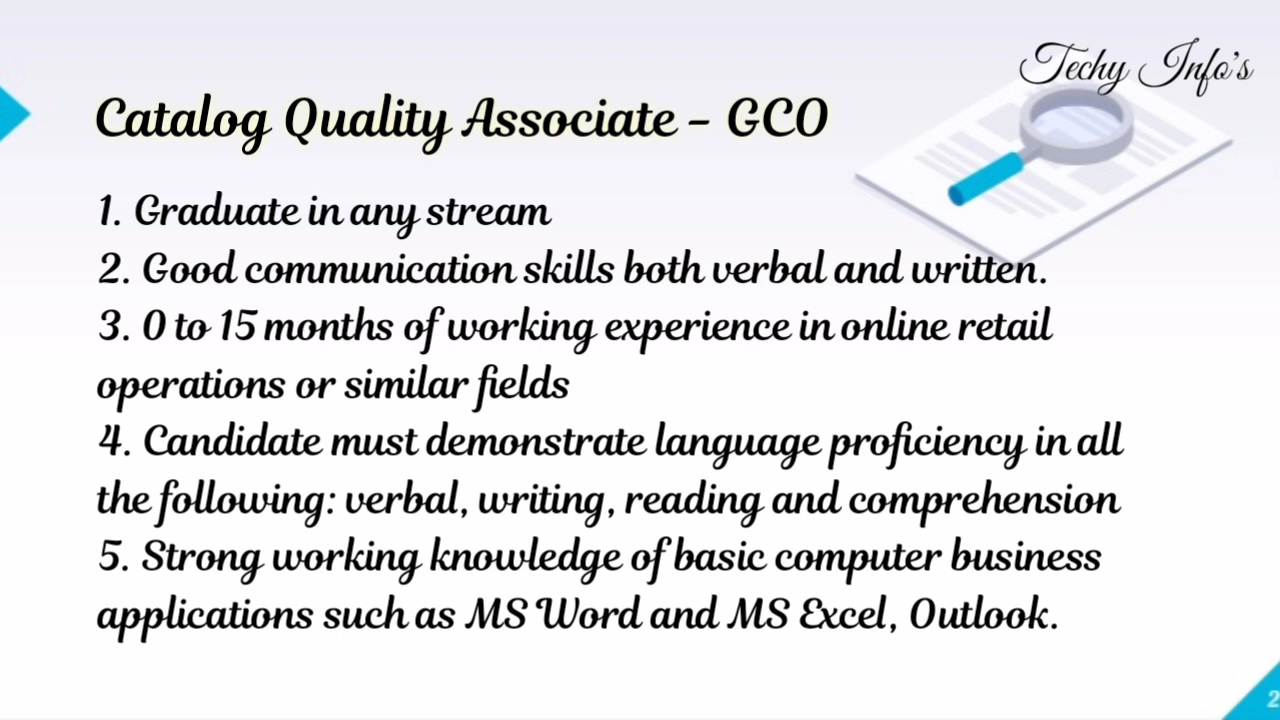 Techy Info's
Catalog Quality Associate - GCO
1. Graduate in any stream
2. Good communication skills both verbal and written.
3. 0 to 15 months of working experience in online retail
operations or similar fields
4. Candidate must demonstrate language proficiency in all
the following: verbal, writing, reading and comprehension
5. Strong working knowledge of basic computer business
applications such as MS Word and MS Excel, Outlook.
2